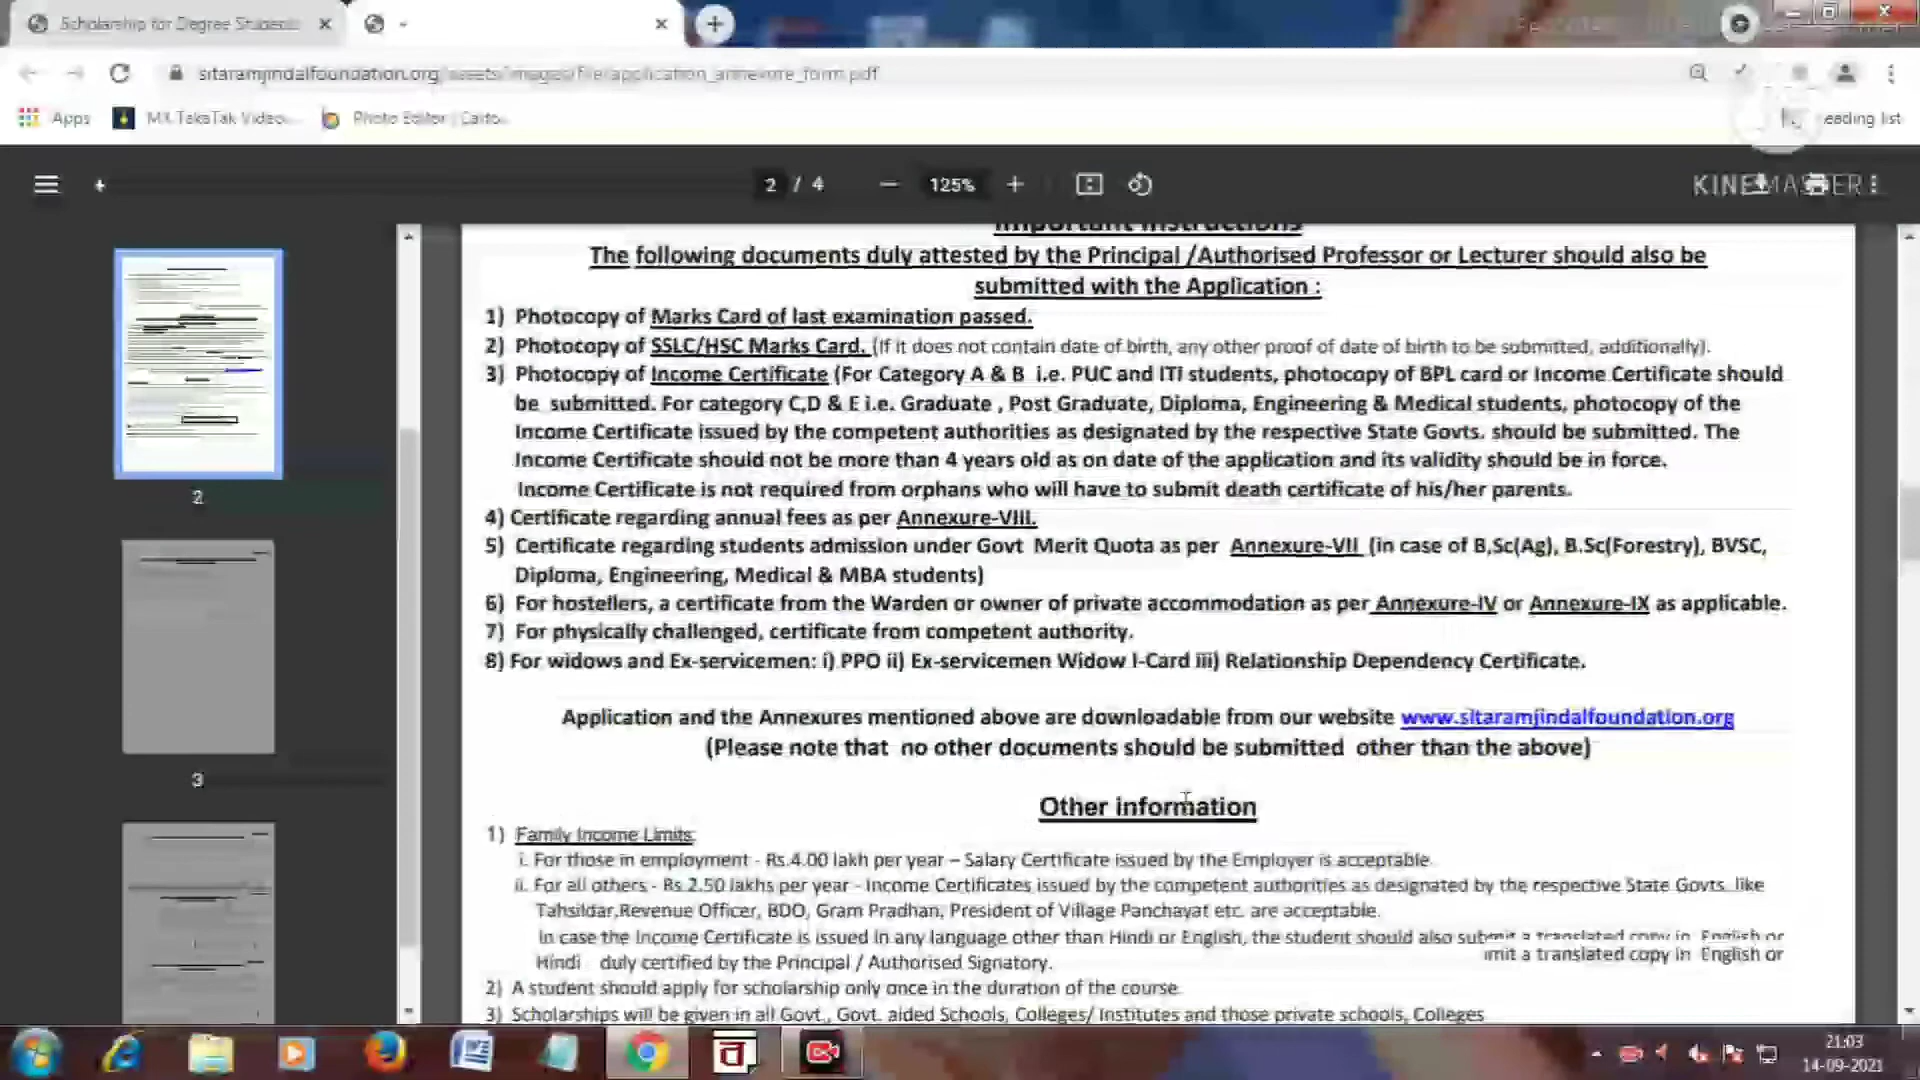 Scholarship for Degree Students
sitaramjindalfoundation.org/assets/images/file/application_annexure_form.pdf
Apps
MX TakaTak Video...
Photo Editor | Carto...
eading list
2 / 4
125%
KINEMASTER
Important Instructions
The following documents duly attested by the Principal /Authorised Professor or Lecturer should also be
submitted with the Application :
1) Photocopy of Marks Card of last examination passed.
2) Photocopy of SSLC/HSC Marks Card. (If it does not contain date of birth, any other proof of date of birth to be submitted, additionally).
3) Photocopy of Income Certificate (For Category A & B i.e. PUC and ITI students, photocopy of BPL card or Income Certificate should
be submitted. For category C,D & E i.e. Graduate , Post Graduate, Diploma, Engineering & Medical students, photocopy of the
Income Certificate issued by the competent authorities as designated by the respective State Govts. should be submitted. The
Income Certificate should not be more than 4 years old as on date of the application and its validity should be in force.
Income Certificate is not required from orphans who will have to submit death certificate of his/her parents.
4) Certificate regarding annual fees as per Annexure-VIII.
5) Certificate regarding students admission under Govt Merit Quota as per Annexure-VII (in case of B,Sc(Ag), B.Sc(Forestry), BVSC,
Diploma, Engineering, Medical & MBA students)
6) For hostellers, a certificate from the Warden or owner of private accommodation as per Annexure-IV or Annexure-IX as applicable.
7) For physically challenged, certificate from competent authority.
8) For widows and Ex-servicemen: i) PPO ii) Ex-servicemen Widow I-Card iii) Relationship Dependency Certificate.
Application and the Annexures mentioned above are downloadable from our website www.sitaramjindalfoundation.org
(Please note that no other documents should be submitted other than the above)
Other information
1) Family Income Limits:
i. For those in employment - Rs.4.00 lakh per year – Salary Certificate issued by the Employer is acceptable.
ii. For all others - Rs.2.50 lakhs per year - Income Certificates issued by the competent authorities as designated by the respective State Govts. like
Tahsildar,Revenue Officer, BDO, Gram Pradhan, President of Village Panchayat etc. are acceptable.
In case the Income Certificate is issued in any language other than Hindi or English, the student should also submit a translated copy in English or
mit a translated copy in English or
Hindi duly certified by the Principal / Authorised Signatory.
2) A student should apply for scholarship only once in the duration of the course.
3) Scholarships will be given in all Govt., Govt. aided Schools, Colleges/ Institutes and those private schools, Colleges
2
3
21:03
14-09-2021